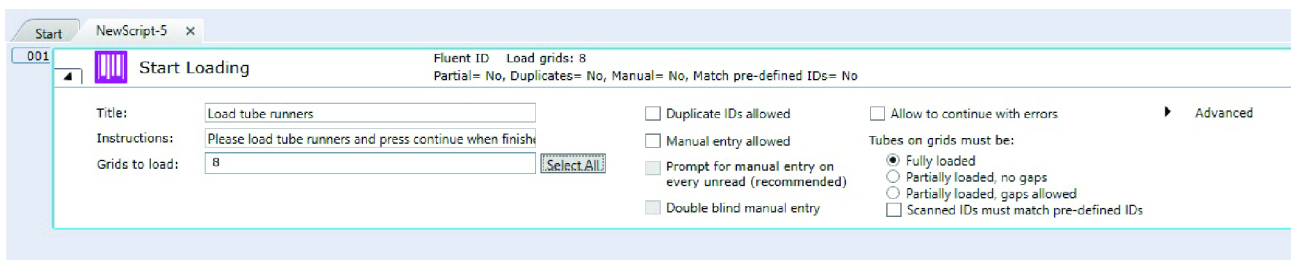 Start NewScript-5 ×
001 Start Loading
Fluent ID Load grids: 8
Partial= No, Duplicates= No, Manual= No, Match pre-defined IDs= No
Title: Load tube runners
Instructions: Please load tube runners and press continue when finishe
Grids to load: 8 Select All
Duplicate IDs allowed
Manual entry allowed
Prompt for manual entry on
every unread (recommended)
Double blind manual entry
Allow to continue with errors
Tubes on grids must be:
Fully loaded
Partially loaded, no gaps
Partially loaded, gaps allowed
Scanned IDs must match pre-defined IDs
Advanced